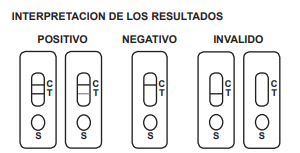 INTERPRETACION DE LOS RESULTADOS
POSITIVO NEGATIVO INVALIDO
C C C C C
T T T T T
S S S S S